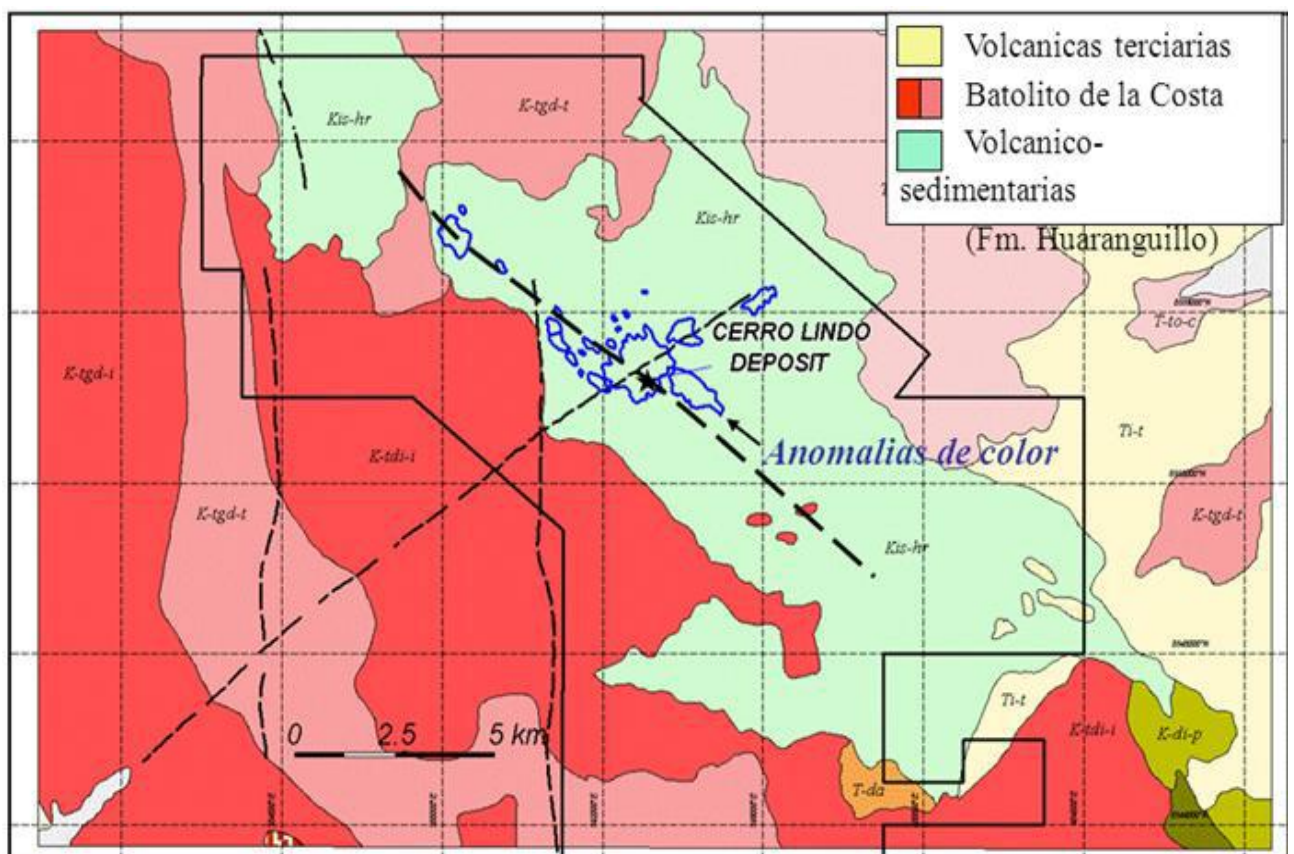 Volcanicas terciarias
Batolito de la Costa
Volcanico-
sedimentarias
(Fm. Huaranguillo)
K-tgd-t
Kis-hr
Kis-hr
T-to-c
CERRO LINDO
DEPOSIT
K-tgd-i
Ti-t
K-tdi-i
Anomalias de color
K-tgd-t
K-tgd-t
Kis-hr
Ti-t
K-tdi-i
K-di-p
0 2.5 5 km
T-da